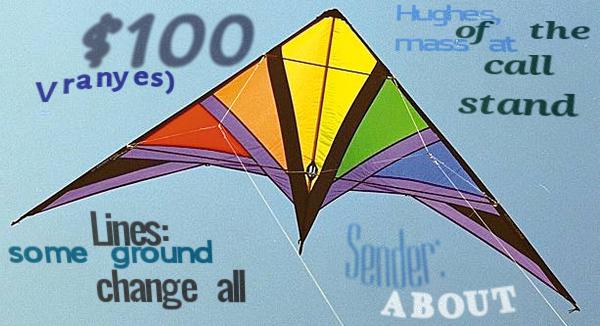 $100
Vranyes)
Hughes,
mass at
of the
call
stand
Lines:
some ground
change all
Sender:
ABOUT